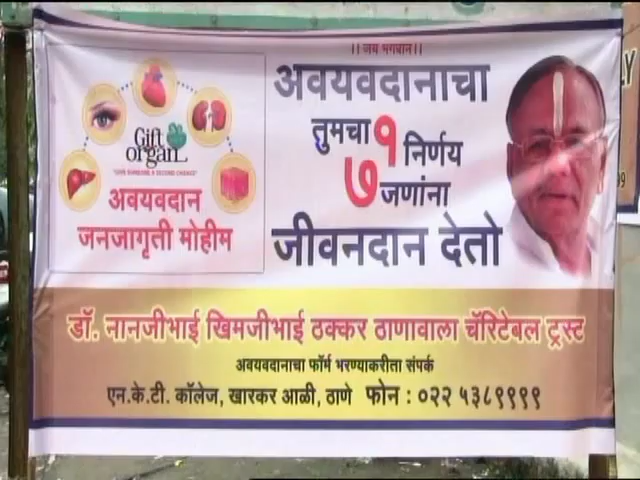 ।। जय भगवान।।
अवयवदानाचा
तुमचा १ निर्णय
७ जणांना
जीवनदान देतो
Gift
organ
"GIVE SOMEONE A SECOND CHANCE"
अवयवदान
जनजागृती मोहीम
डॉ. नानजीभाई खिमजीभाई ठक्कर ठाणावाला चॅरिटेबल ट्रस्ट
अवयवदानाचा फॉर्म भरण्याकरीता संपर्क
एन.के.टी. कॉलेज, खारकर आळी, ठाणे फोन : ०२२ ५३८९९९९